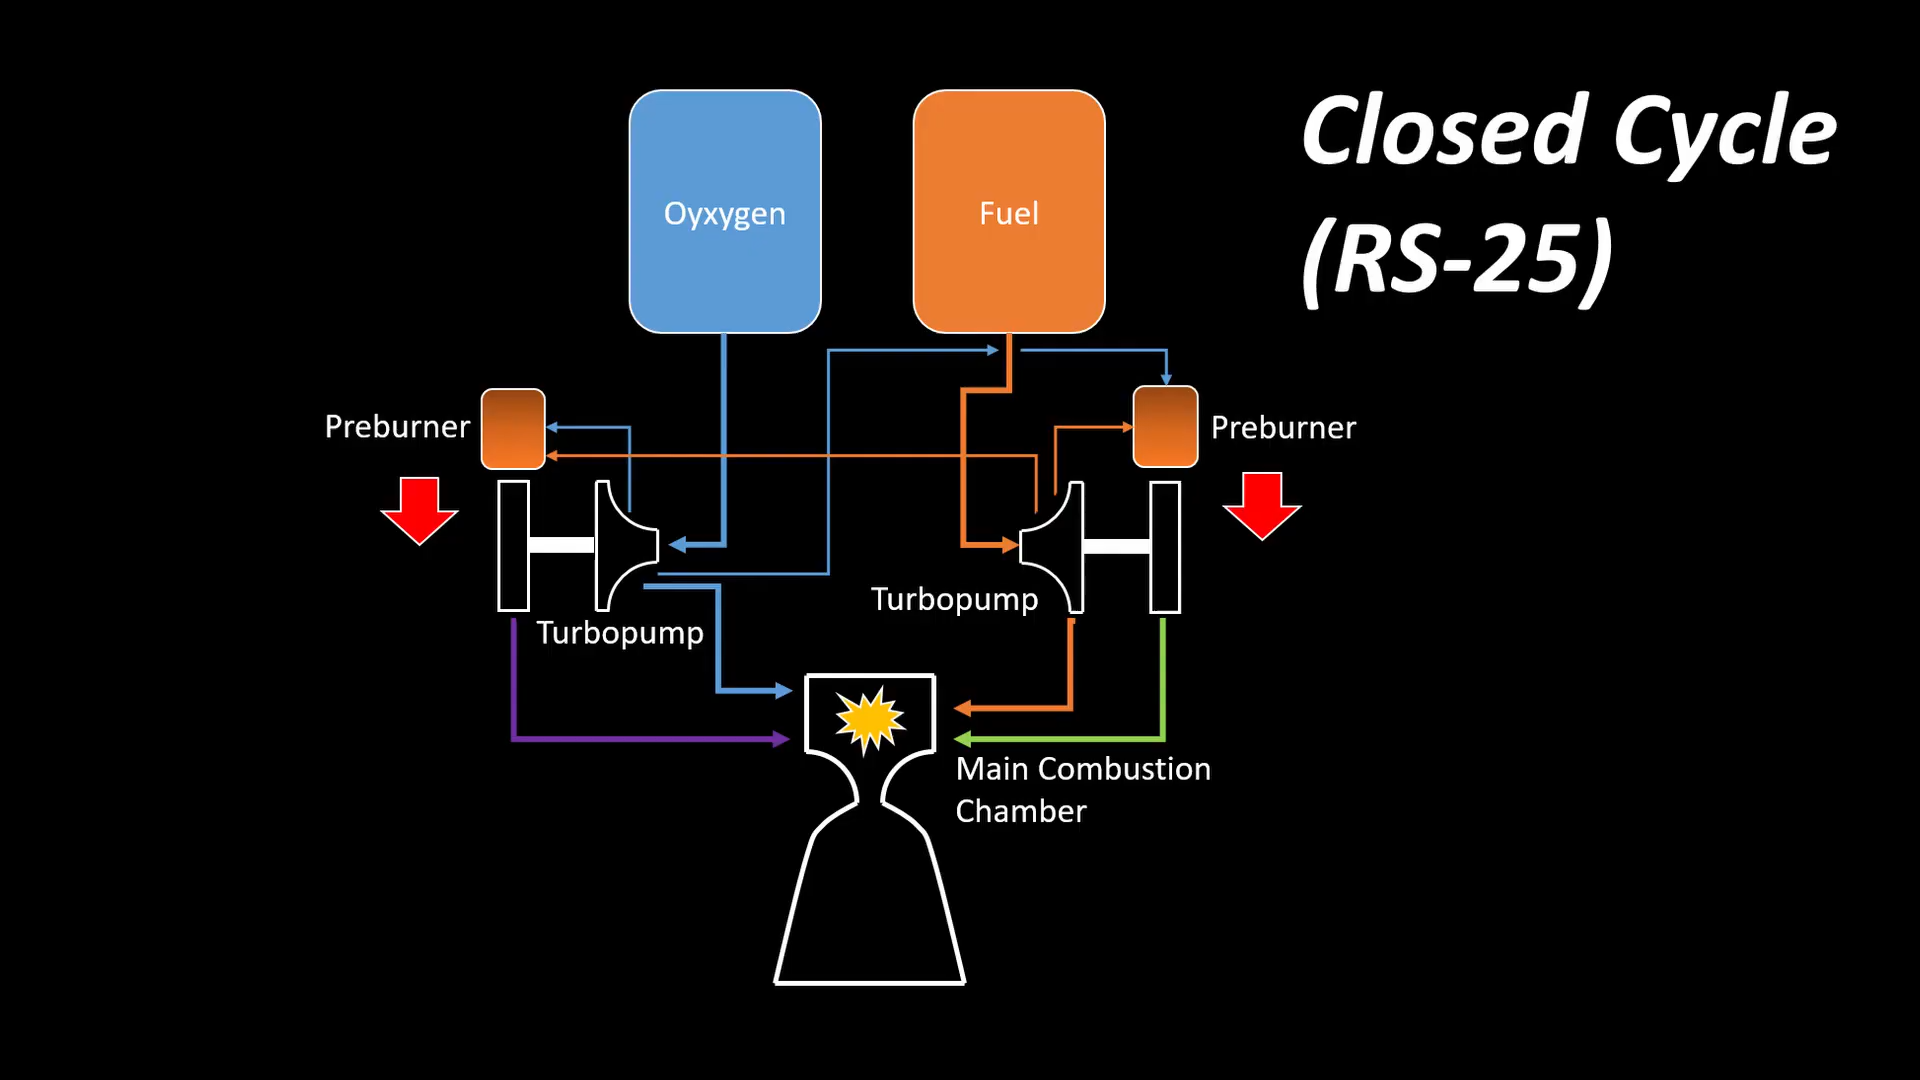 Closed Cycle
(RS-25)
Oyxygen
Fuel
Preburner
Preburner
Turbopump
Turbopump
Main Combustion
Chamber